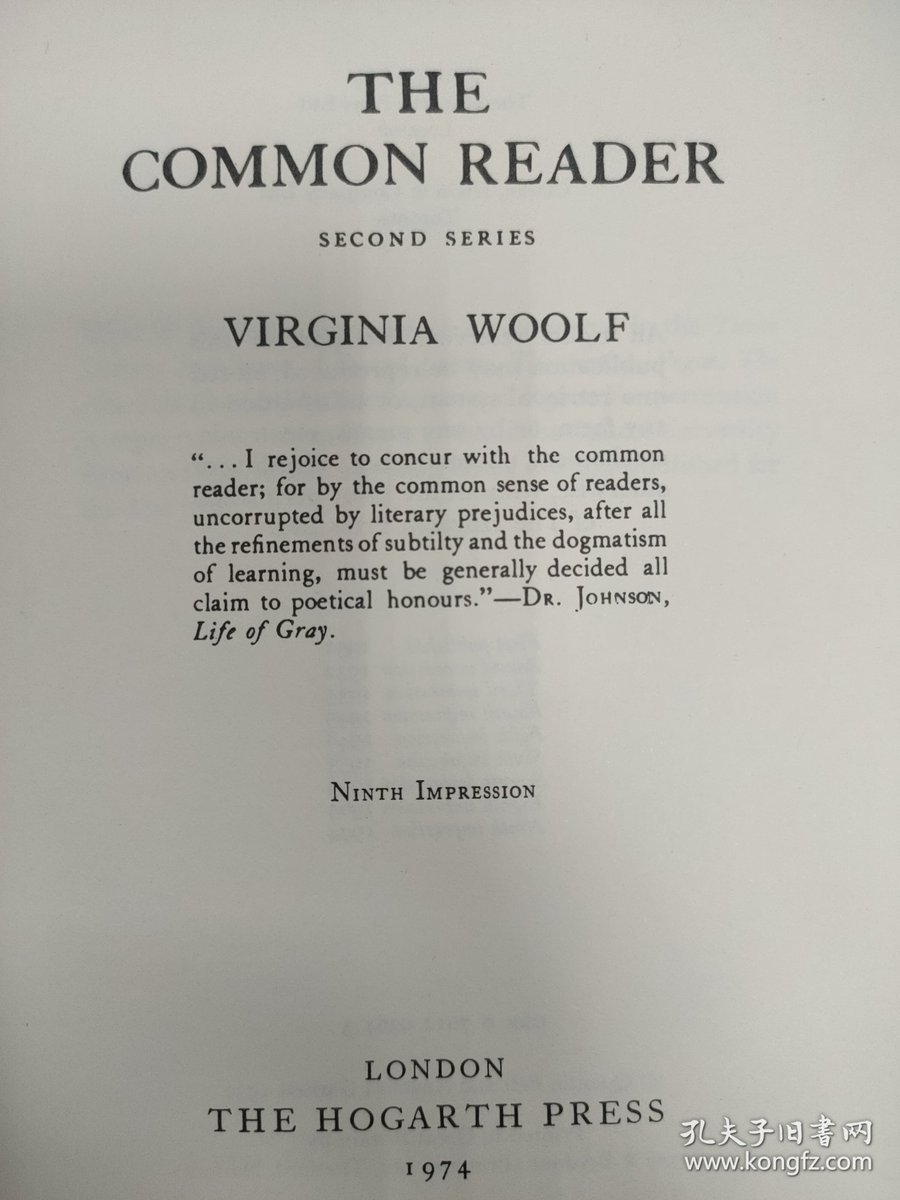 THE
COMMON READER
SECOND SERIES
VIRGINIA WOOLF
“... I rejoice to concur with the common
reader; for by the common sense of readers,
uncorrupted by literary prejudices, after all
the refinements of subtilty and the dogmatism
of learning, must be generally decided all
claim to poetical honours.”—DR. JOHNSON,
Life of Gray.
NINTH IMPRESSION
LONDON
THE HOGARTH PRESS
1974
孔夫子旧书网
www.kongfz.com